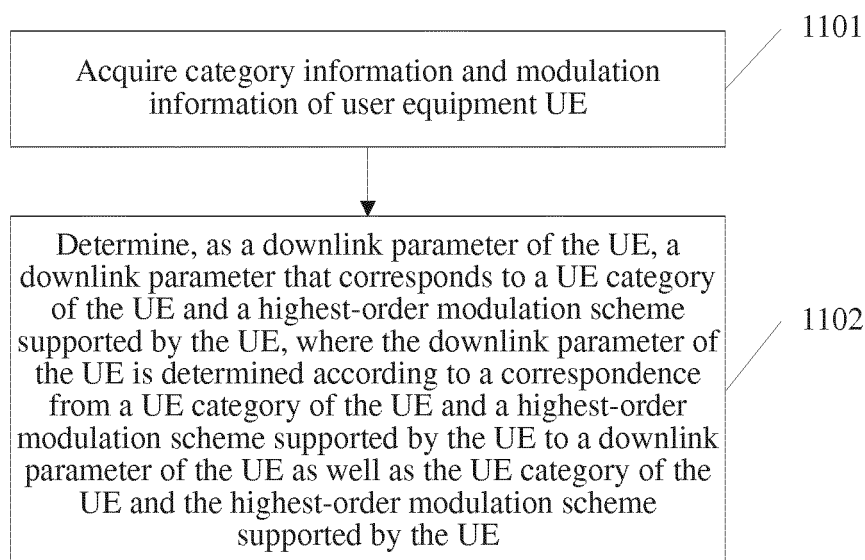 1101
Acquire category information and modulation
information of user equipment UE
Determine, as a downlink parameter of the UE, a
downlink parameter that corresponds to a UE category
of the UE and a highest-order modulation scheme
supported by the UE, where the downlink parameter of
the UE is determined according to a correspondence
from a UE category of the UE and a highest-order
modulation scheme supported by the UE to a downlink
parameter of the UE as well as the UE category of the
UE and the highest-order modulation scheme
supported by the UE
1102